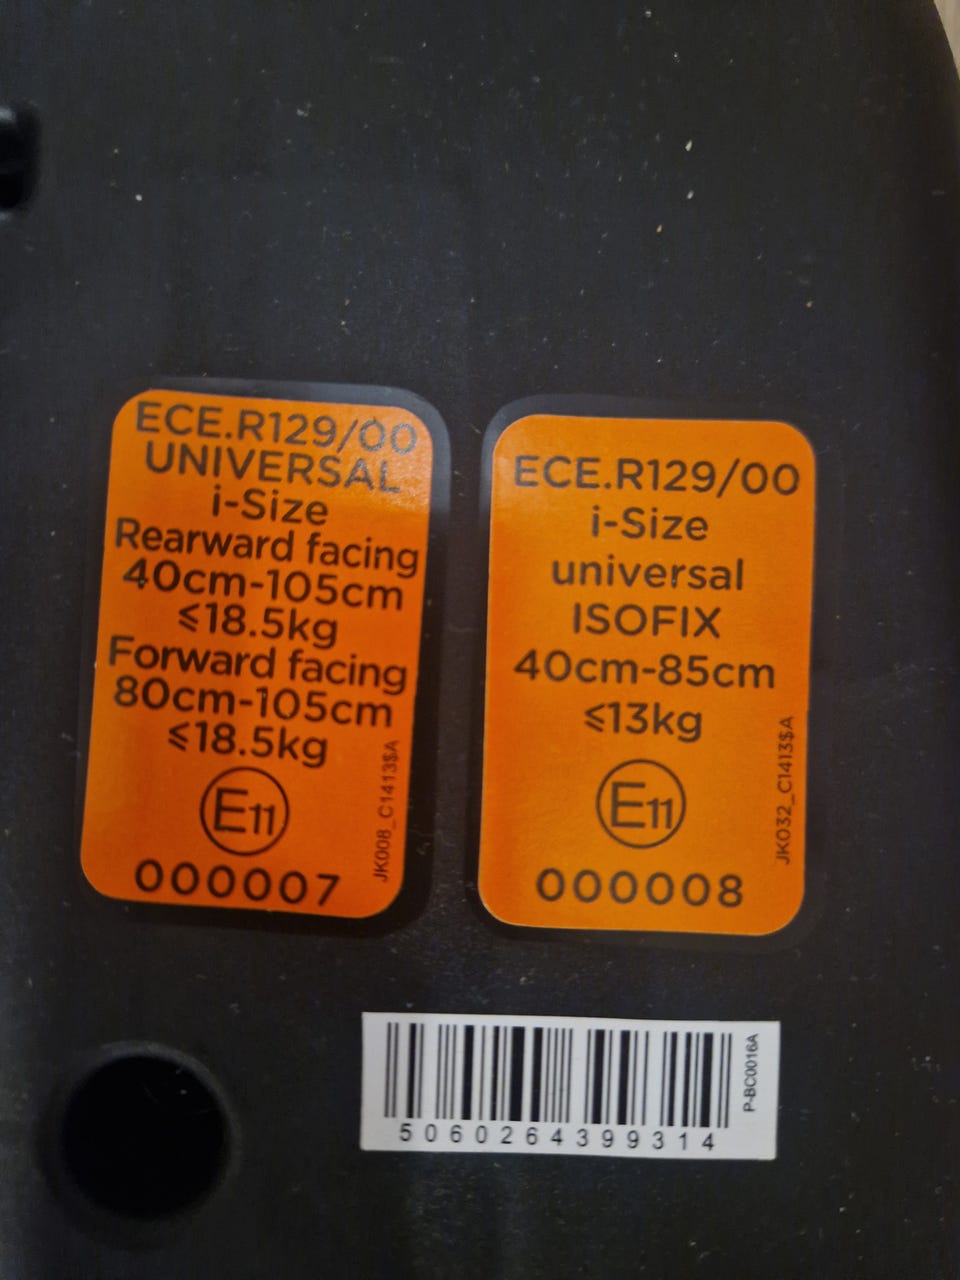 ECE.R129/00
UNIVERSAL
i-Size
Rearward facing
40cm-105cm
≤18.5kg
Forward facing
80cm-105cm
≤18.5kg
E11
000007
JK008_C1413$A
ECE.R129/00
i-Size
universal
ISOFIX
40cm-85cm
≤13kg
E11
000008
JK032_C1413$A
5060264399314
P-BC0016A